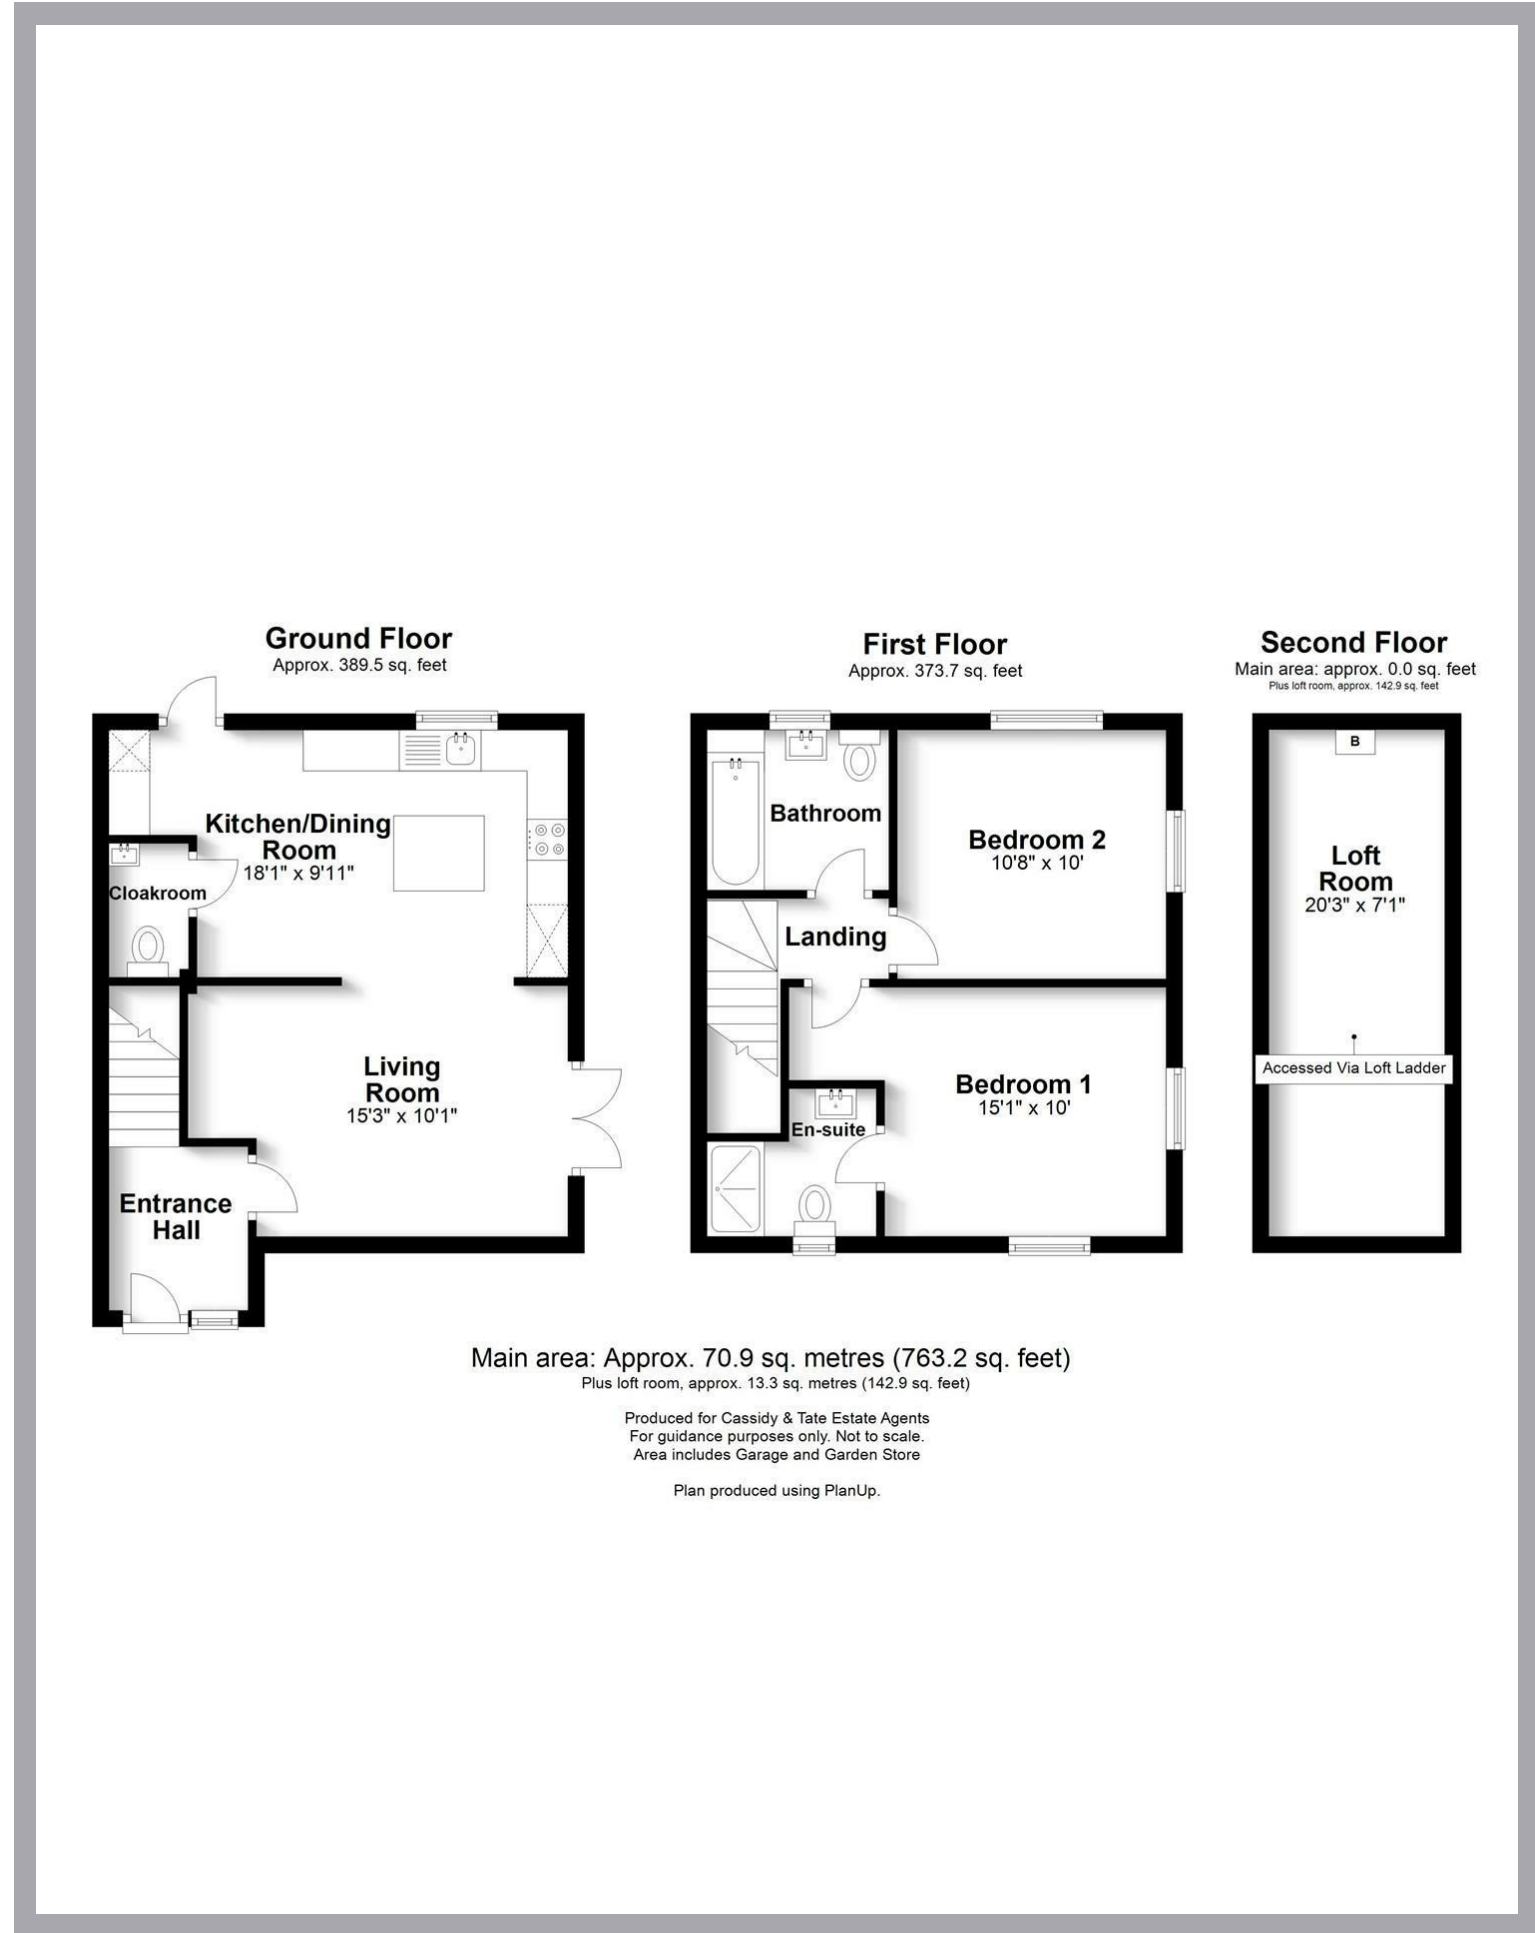 Ground Floor
Approx. 389.5 sq. feet
Kitchen/Dining
Room
18'1" x 9'11"
Cloakroom
Living
Room
15'3" x 10'1"
Entrance
Hall
First Floor
Approx. 373.7 sq. feet
Bathroom
Bedroom 2
10'8" x 10'
Landing
Bedroom 1
15'1" x 10'
En-suite
Second Floor
Main area: approx. 0.0 sq. feet
Plus loft room, approx. 142.9 sq. feet
B
Loft
Room
20'3" x 7'1"
Accessed Via Loft Ladder
Main area: Approx. 70.9 sq. metres (763.2 sq. feet)
Plus loft room, approx. 13.3 sq. metres (142.9 sq. feet)
Produced for Cassidy & Tate Estate Agents
For guidance purposes only. Not to scale.
Area includes Garage and Garden Store
Plan produced using PlanUp.